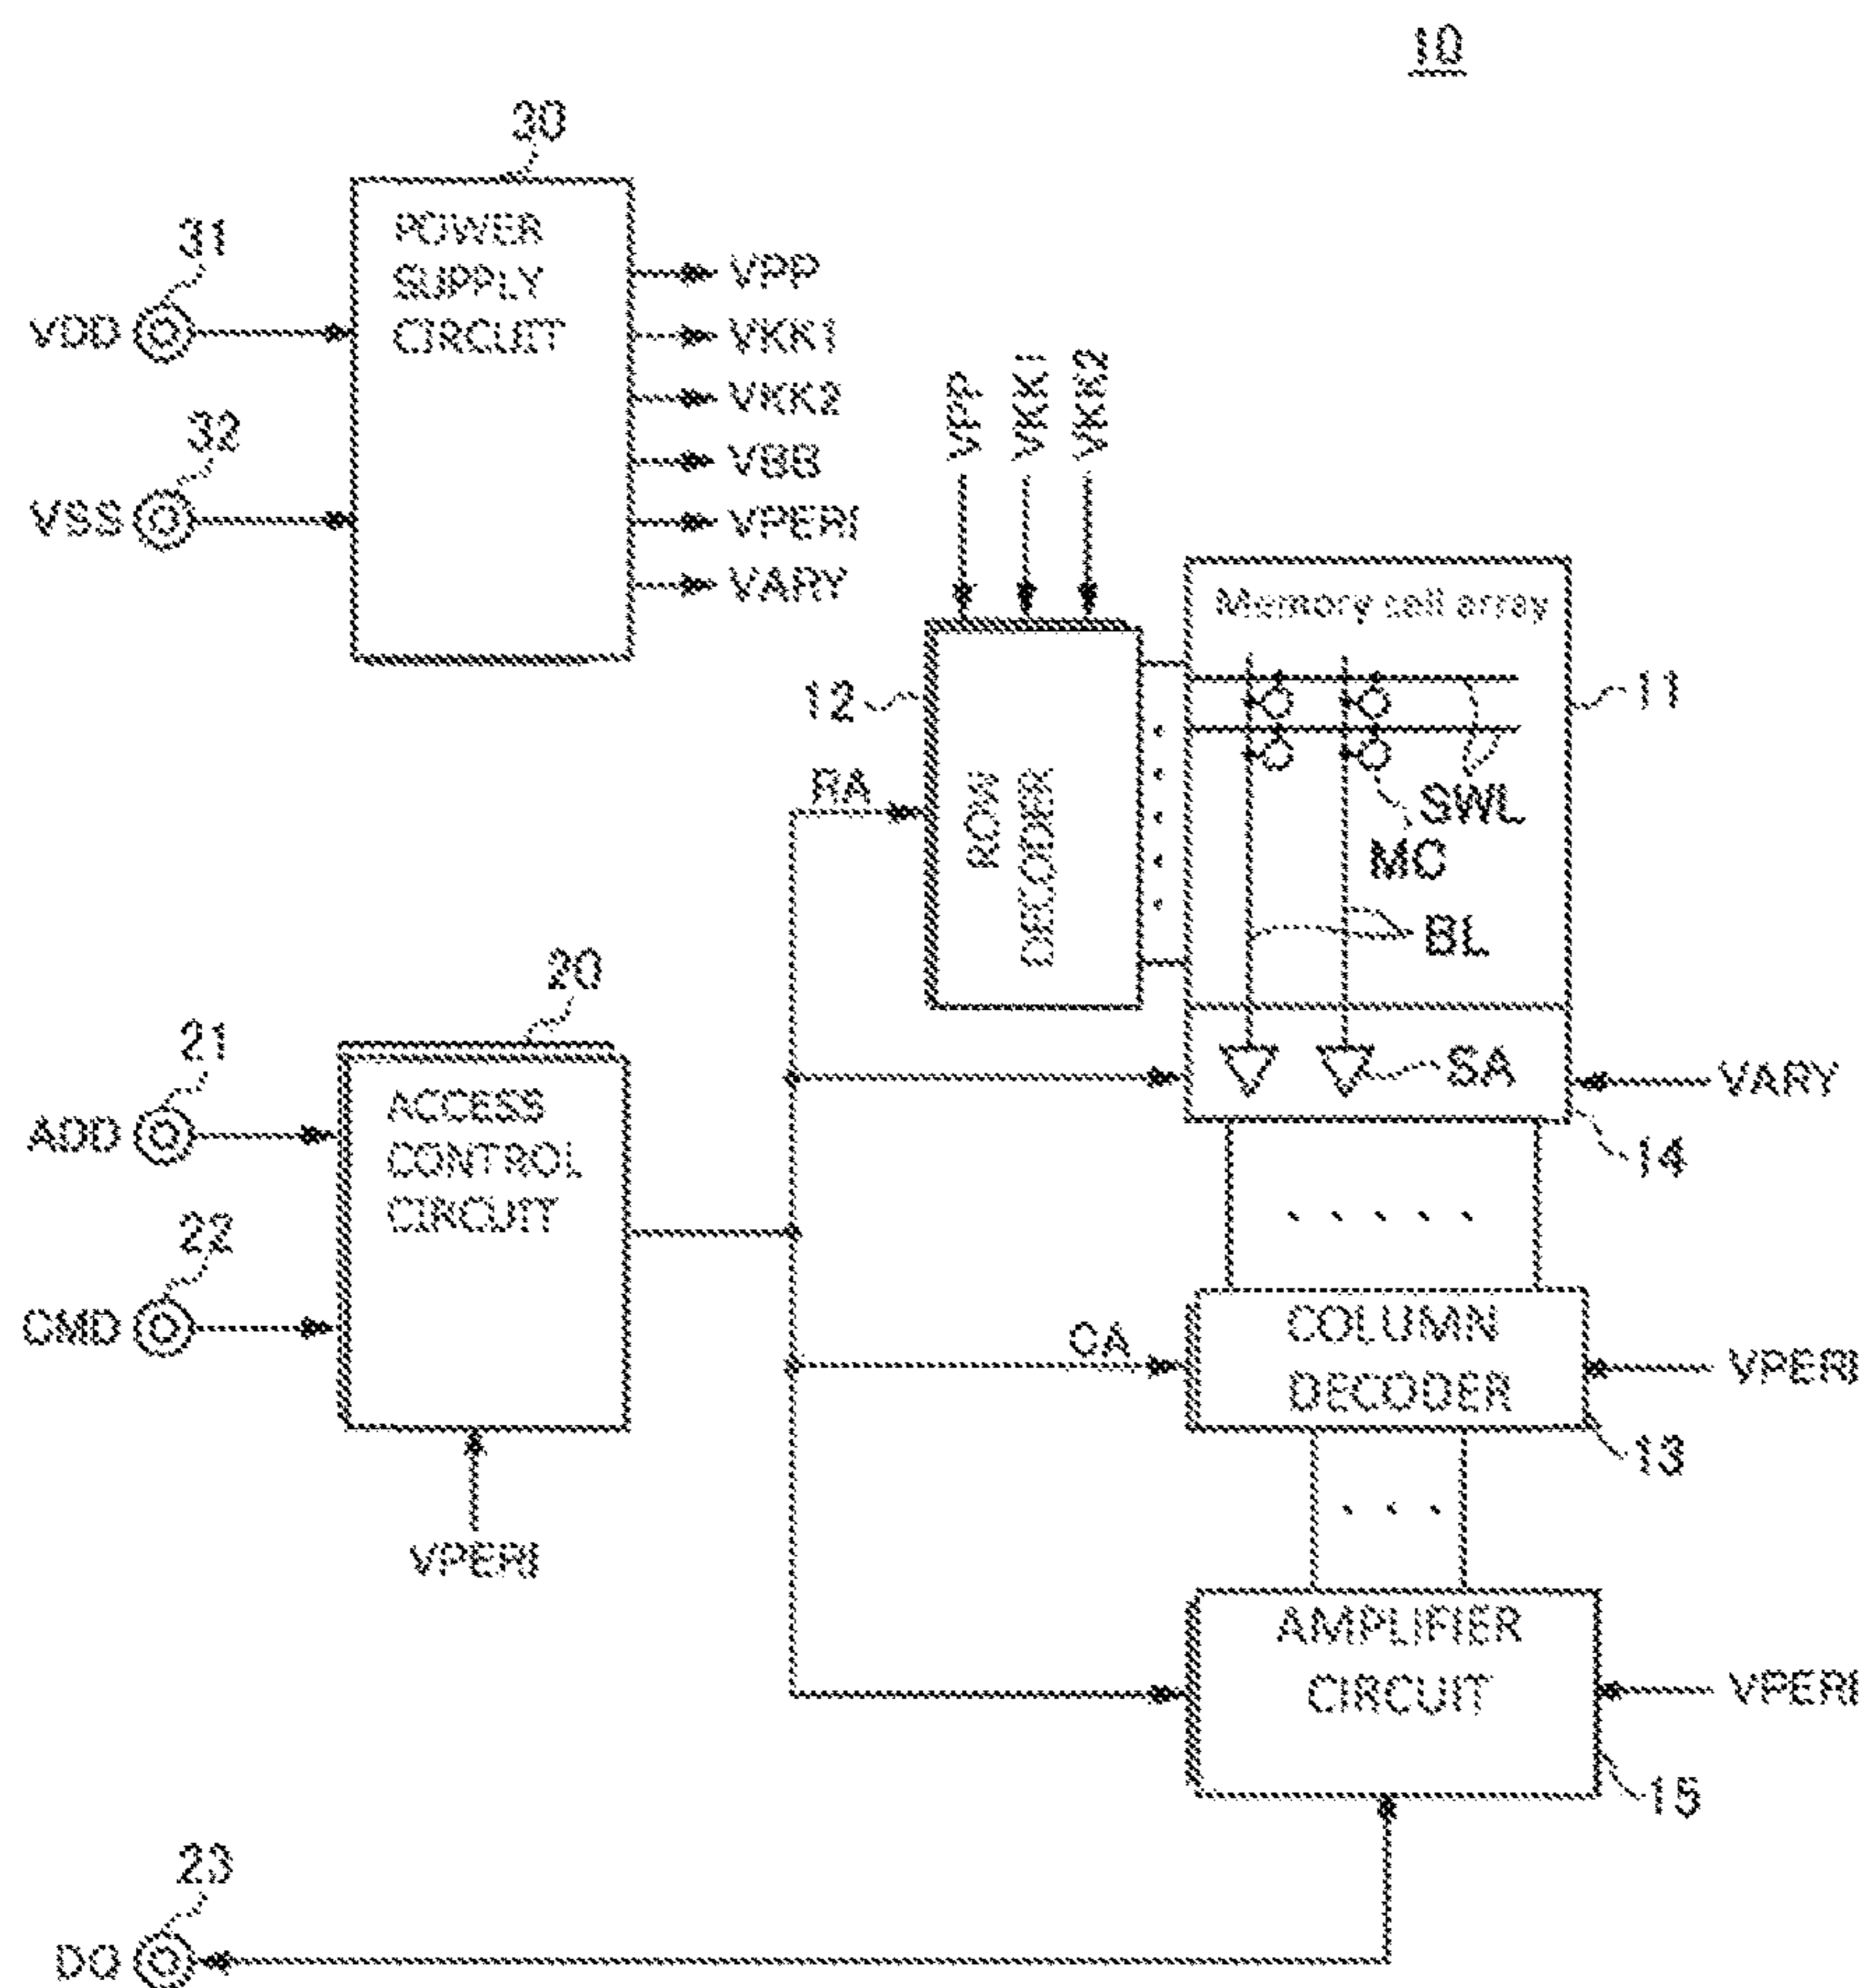 10
30
POWER
SUPPLY
CIRCUIT
31
VDD
32
VSS
VPP
VKK1
VKK2
VBB
VPERI
VARY
VPP
VKK1
VKK2
Memory cell array
12
11
RA
ROW
DECODER
SWL
MC
BL
20
21
ADD
ACCESS
CONTROL
CIRCUIT
SA
VARY
14
22
CMD
CA
COLUMN
DECODER
VPERI
13
VPERI
AMPLIFIER
CIRCUIT
VPERI
15
23
DQ